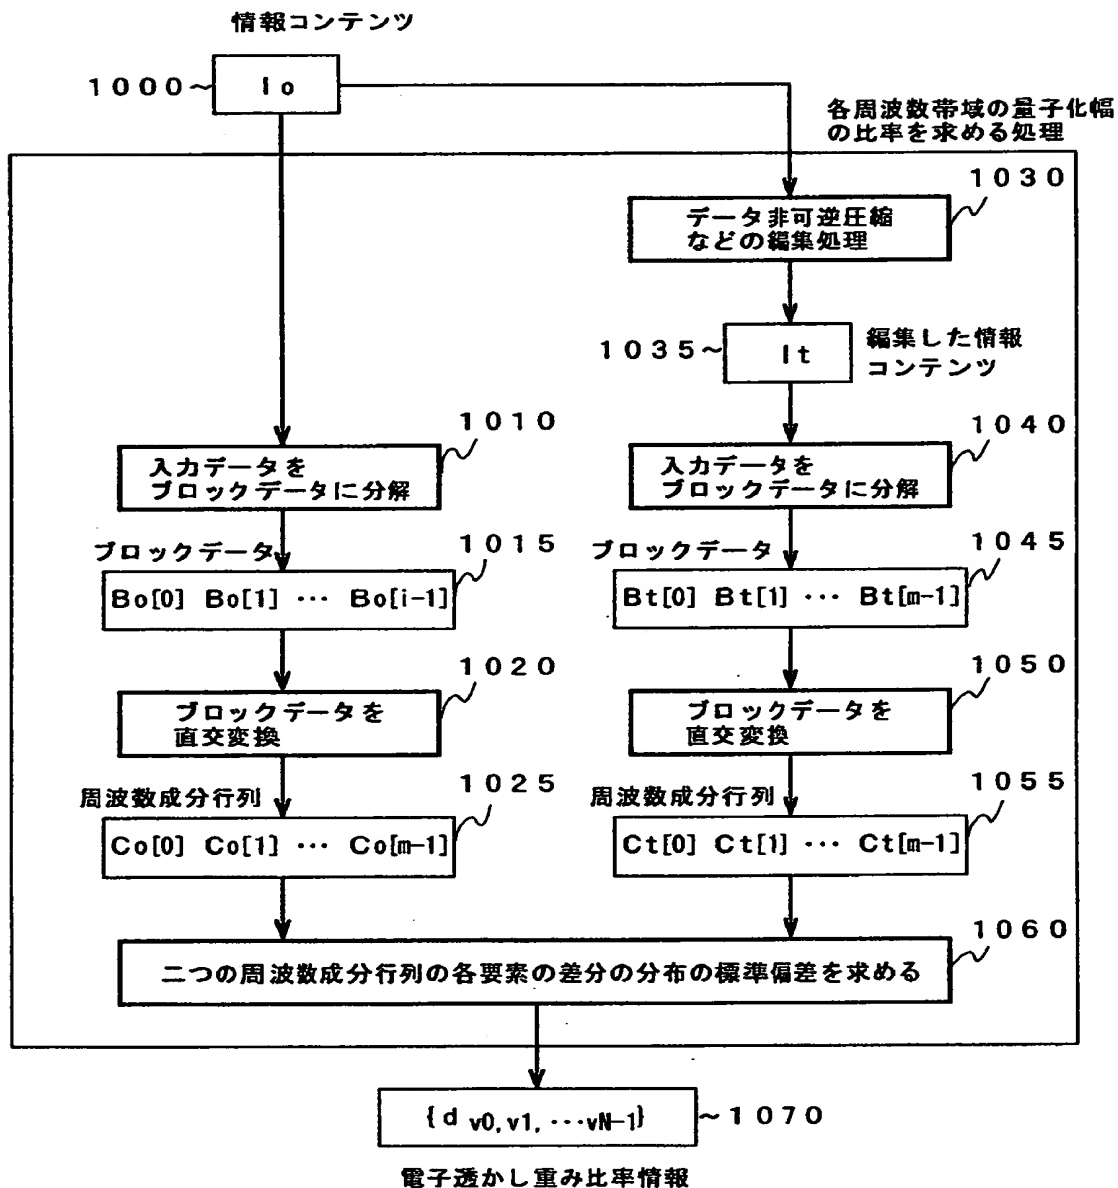 情報コンテンツ
1000~
Io
各周波数帯域の量子化幅
の比率を求める処理
1030
データ非可逆圧縮
などの編集処理
1035~
It
編集した情報
コンテンツ
1010
入力データを
ブロックデータに分解
1040
入力データを
ブロックデータに分解
ブロックデータ
1015
Bo[0] Bo[1] ··· Bo[i-1]
ブロックデータ
1045
Bt[0] Bt[1] ··· Bt[m-1]
1020
ブロックデータを
直交変換
1050
ブロックデータを
直交変換
周波数成分行列
1025
Co[0] Co[1] ··· Co[m-1]
周波数成分行列
1055
Ct[0] Ct[1] ··· Ct[m-1]
1060
二つの周波数成分行列の各要素の差分の分布の標準偏差を求める
{d v0, v1, ···vN-1}
~1070
電子透かし重み比率情報